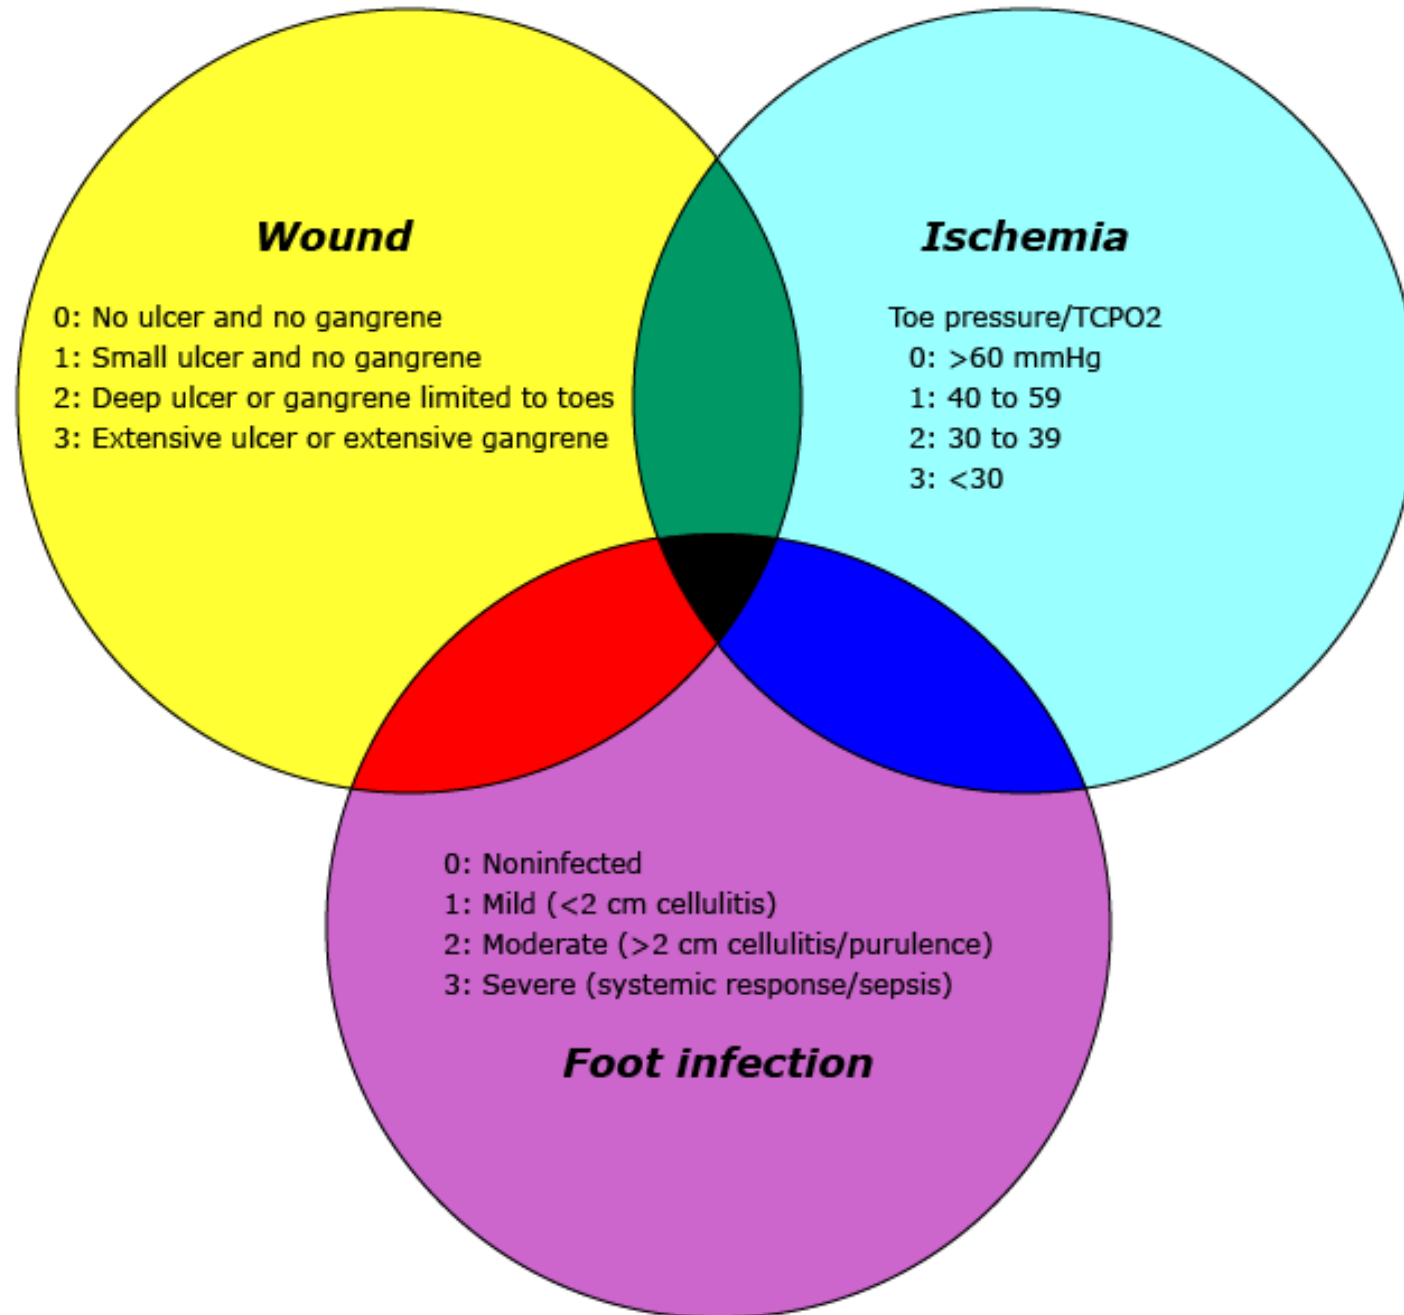 Wound
0: No ulcer and no gangrene
1: Small ulcer and no gangrene
2: Deep ulcer or gangrene limited to toes
3: Extensive ulcer or extensive gangrene
Ischemia
Toe pressure/TCPO2
0: >60 mmHg
1: 40 to 59
2: 30 to 39
3: <30
0: Noninfected
1: Mild (<2 cm cellulitis)
2: Moderate (>2 cm cellulitis/purulence)
3: Severe (systemic response/sepsis)
Foot infection